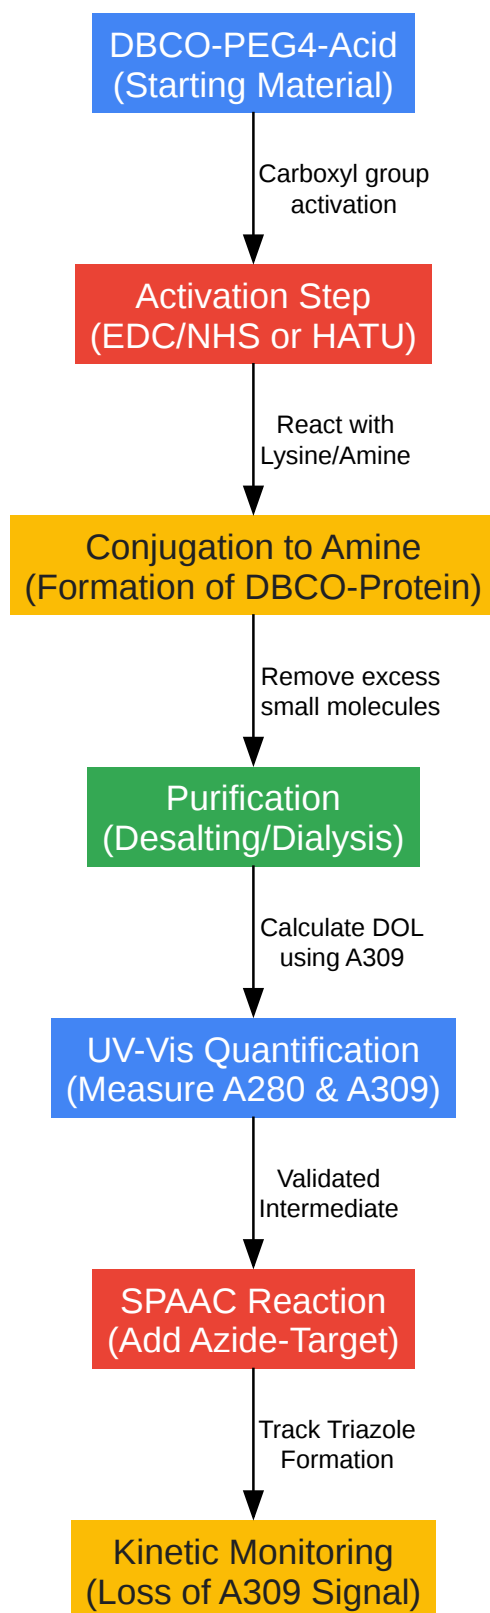 DBCO-PEG4-Acid
(Starting Material)
Carboxyl group
activation
Activation Step
(EDC/NHS or HATU)
React with
Lysine/Amine
Conjugation to Amine
(Formation of DBCO-Protein)
Remove excess
small molecules
Purification
(Desalting/Dialysis)
Calculate DOL
using A309
UV-Vis Quantification
(Measure A280 & A309)
Validated
Intermediate
SPAAC Reaction
(Add Azide-Target)
Track Triazole
Formation
Kinetic Monitoring
(Loss of A309 Signal)